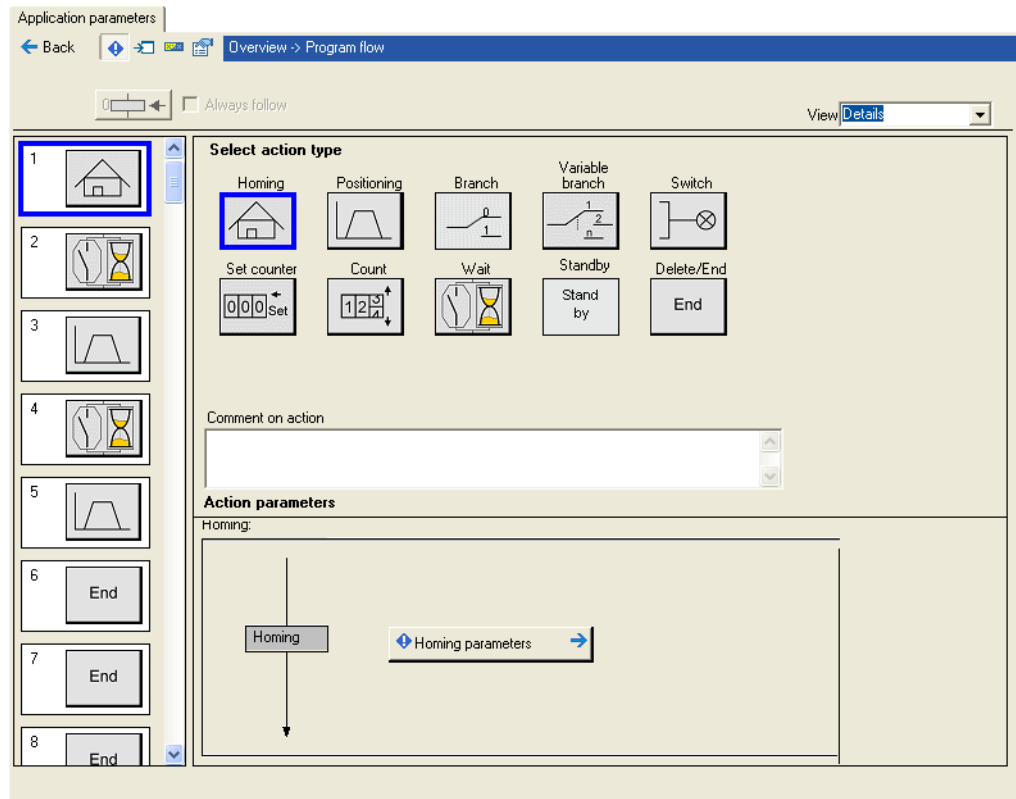 Application parameters
Back
Overview -> Program flow
0
Always follow
View Details
Select action type
1
Homing
Positioning
Branch
0
1
Variable
branch
1
2
n
Switch
2
Set counter
000 Set
Count
123
4
Wait
Standby
Stand
by
Delete/End
End
3
4
Comment on action
5
Action parameters
Homing:
6
End
Homing
Homing parameters
7
End
8
End